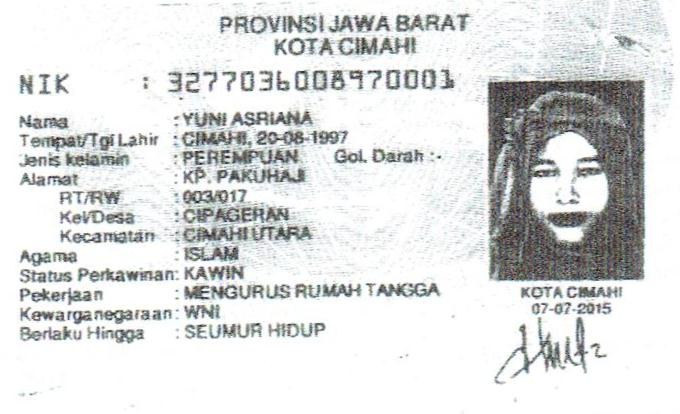 PROVINSI JAWA BARAT
KOTA CIMAHI
NIK : 3277036008970001
Nama : YUNI ASRIANA
Tempat/Tgl Lahir : CIMAHI, 20-08-1997
Jenis kelamin : PEREMPUAN Gol. Darah :-
Alamat : KP. PAKUHAJI
RT/RW : 003/017
Kel/Desa : CIPAGERAN
Kecamatan : CIMAHI UTARA
Agama : ISLAM
Status Perkawinan: KAWIN
Pekerjaan : MENGURUS RUMAH TANGGA
Kewarganegaraan: WNI
Berlaku Hingga : SEUMUR HIDUP
KOTA CIMAHI
07-07-2015